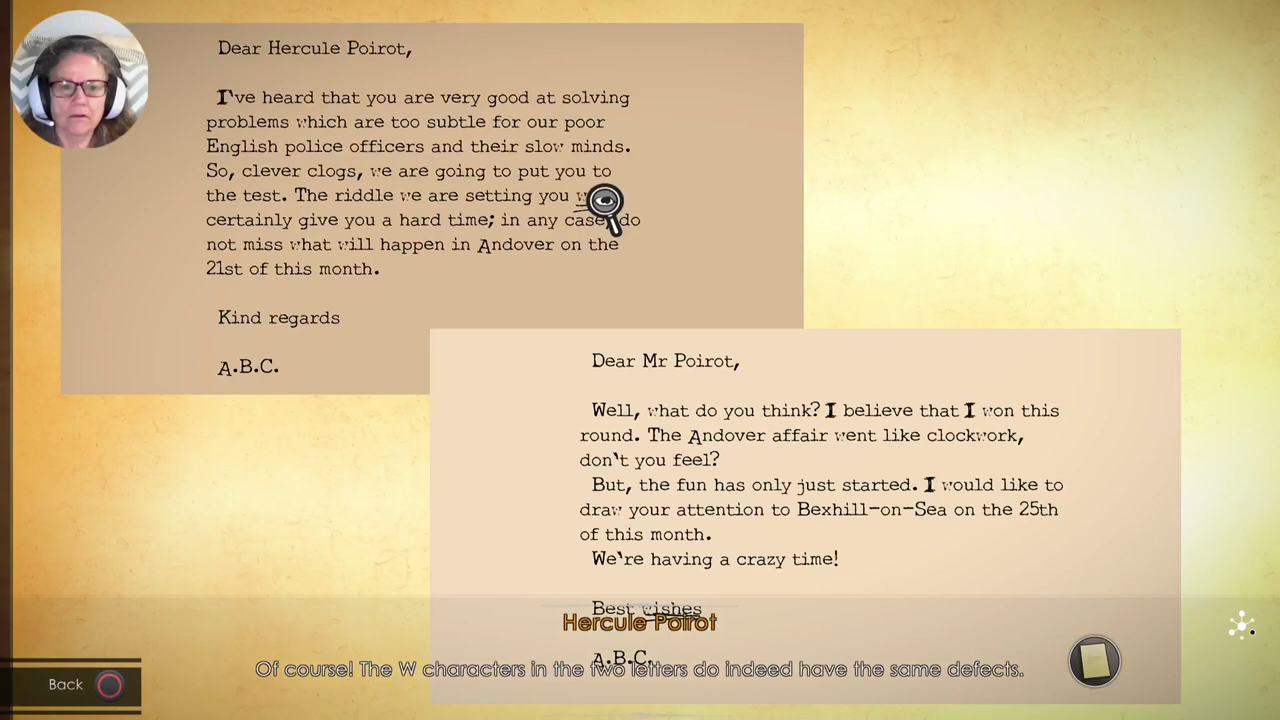 Dear Hercule Poirot,
I've heard that you are very good at solving
problems which are too subtle for our poor
English police officers and their slow minds.
So, clever clogs, we are going to put you to
the test. The riddle we are setting you
certainly give you a hard time; in any case, do
not miss what will happen in Andover on the
21st of this month.
Kind regards
A.B.C.
Dear Mr Poirot,
Well, what do you think? I believe that I won this
round. The Andover affair went like clockwork,
don't you feel?
But, the fun has only just started. I would like to
draw your attention to Bexhill-on-Sea on the 25th
of this month.
We're having a crazy time!
Best wishes
A.B.C.
Hercule Poirot
Of course! The W characters in the two letters do indeed have the same defects.
Back